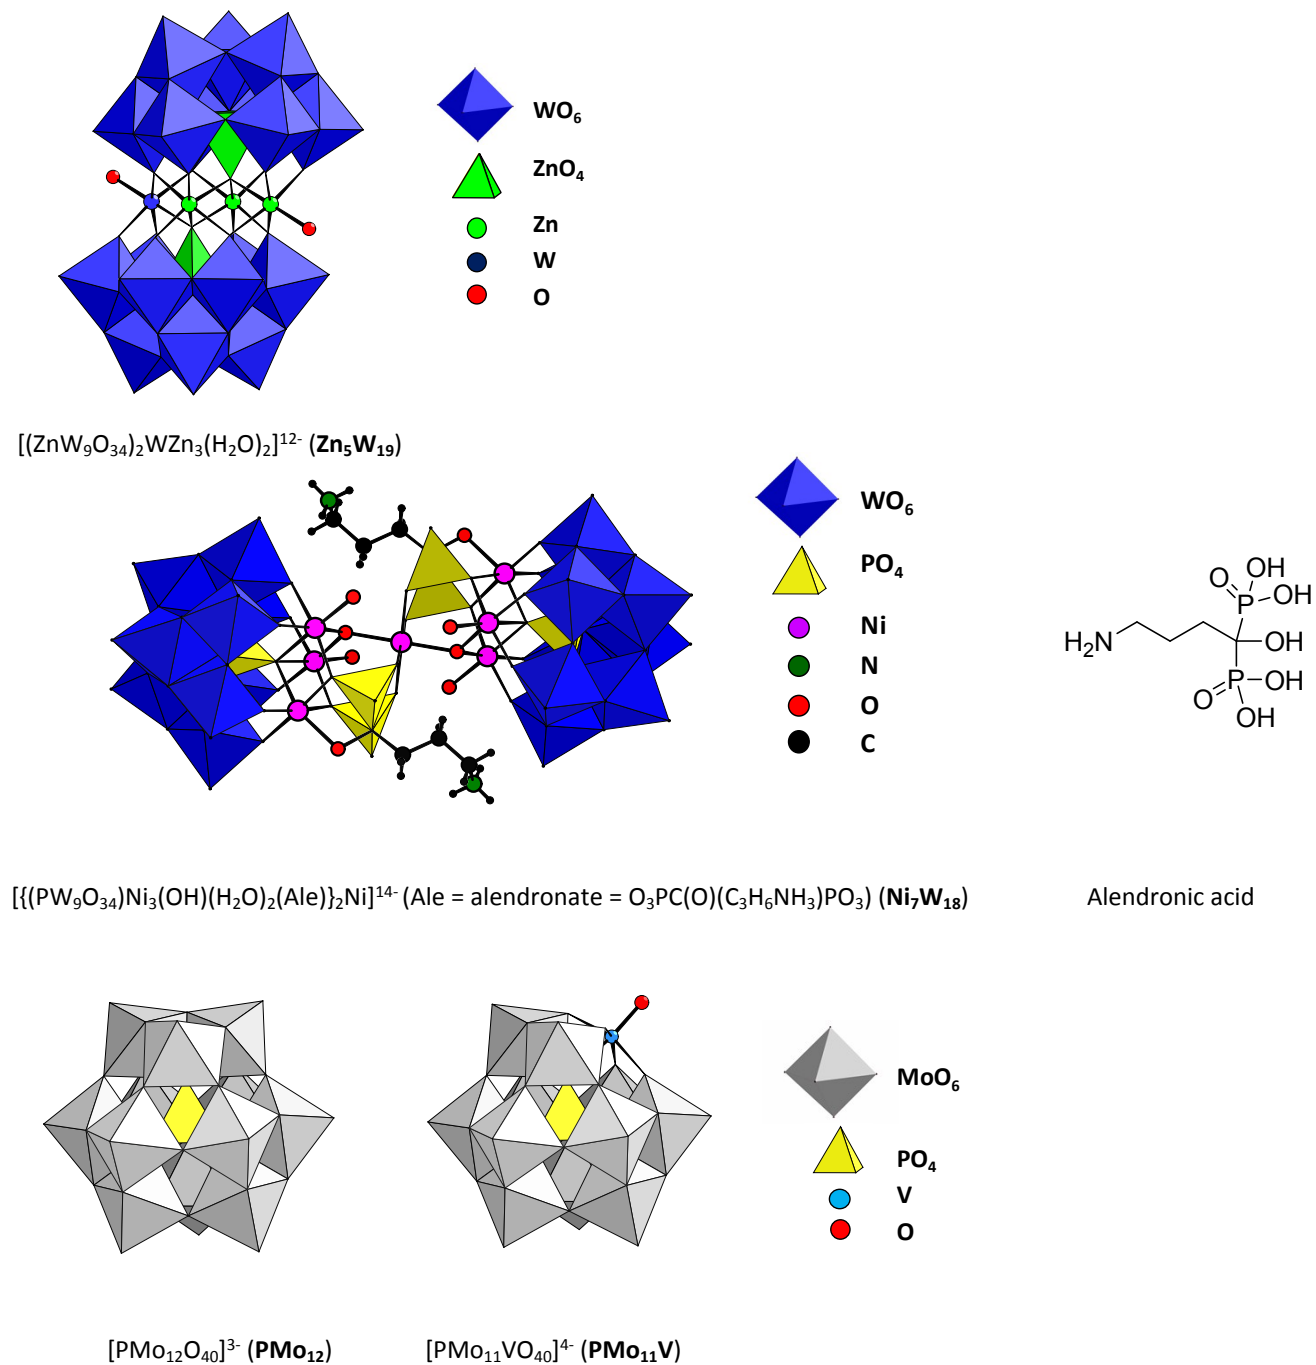 WO₆
ZnO₄
Zn
W
O
[(ZnW₉O₃₄)₂WZn₃(H₂O)₂]¹²⁻ (Zn₅W₁₉)
WO₆
PO₄
Ni
N
O
C
O
OH
P
OH
H₂N
OH
P
O
OH
OH
[{(PW₉O₃₄)Ni₃(OH)(H₂O)₂(Ale)}₂Ni]¹⁴⁻ (Ale = alendronate = O₃PC(O)(C₃H₆NH₃)PO₃) (Ni₇W₁₈)
Alendronic acid
MoO₆
PO₄
V
O
[PMo₁₂O₄₀]³⁻ (PMo₁₂)
[PMo₁₁VO₄₀]⁴⁻ (PMo₁₁V)